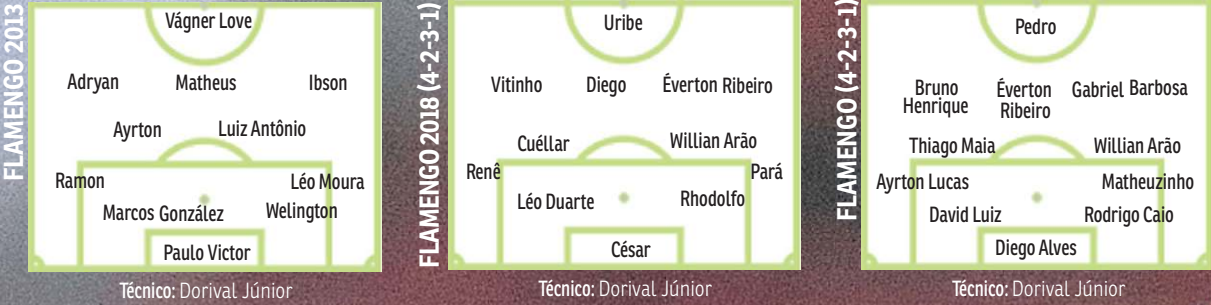 FLAMENGO 2013
Vágner Love
Adryan Matheus Ibson
Ayrton Luiz Antônio
Ramon Léo Moura
Marcos González Welington
Paulo Victor
Técnico: Dorival Júnior
FLAMENGO 2018 (4-2-3-1)
Uribe
Vitinho Diego Éverton Ribeiro
Cuéllar Willian Arão
Renê Pará
Léo Duarte Rhodolfo
César
Técnico: Dorival Júnior
FLAMENGO (4-2-3-1)
Pedro
Bruno Henrique Éverton Ribeiro Gabriel Barbosa
Thiago Maia Willian Arão
Ayrton Lucas Matheuzinho
David Luiz Rodrigo Caio
Diego Alves
Técnico: Dorival Júnior